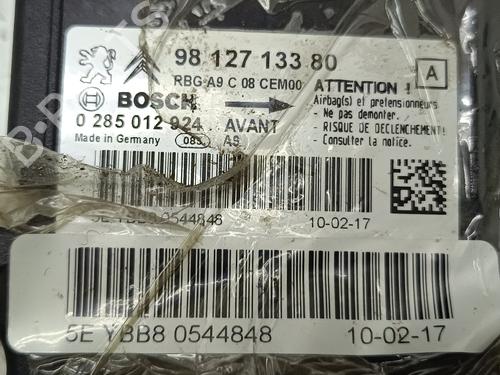 98 127 133 80
RBG-A9 C 08 CEM00
A
BOSCH
ATTENTION !
Airbag(s) et pretensionneurs
- Ne pas demonter.
- RISQUE DE DECLENCHEMENT!
- Consulter la notice.
0 285 012 924
AVANT
Made in Germany
083
A9
5E YBB8 0544848
10-02-17
5E YBB8 0544848
10-02-17